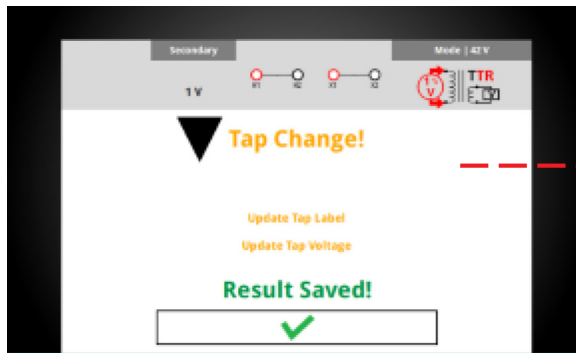 Secondary
Mode | 42 V
1 V
H1 H2 X1 X2
1 V
TTR
V
Tap Change!
Update Tap Label
Update Tap Voltage
Result Saved!